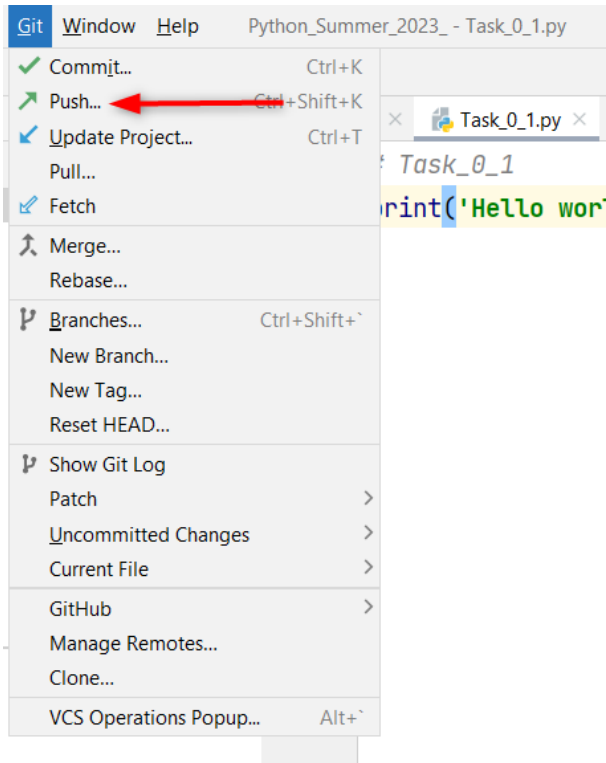 Git Window Help Python_Summer_2023_ - Task_0_1.py
Commit... Ctrl+K
Push... Ctrl+Shift+K
Task_0_1.py
Update Project... Ctrl+T
Task_0_1
Pull...
Fetch
rint('Hello wor
Merge...
Rebase...
Branches... Ctrl+Shift+`
New Branch...
New Tag...
Reset HEAD...
Show Git Log
Patch
Uncommitted Changes
Current File
GitHub
Manage Remotes...
Clone...
VCS Operations Popup... Alt+`